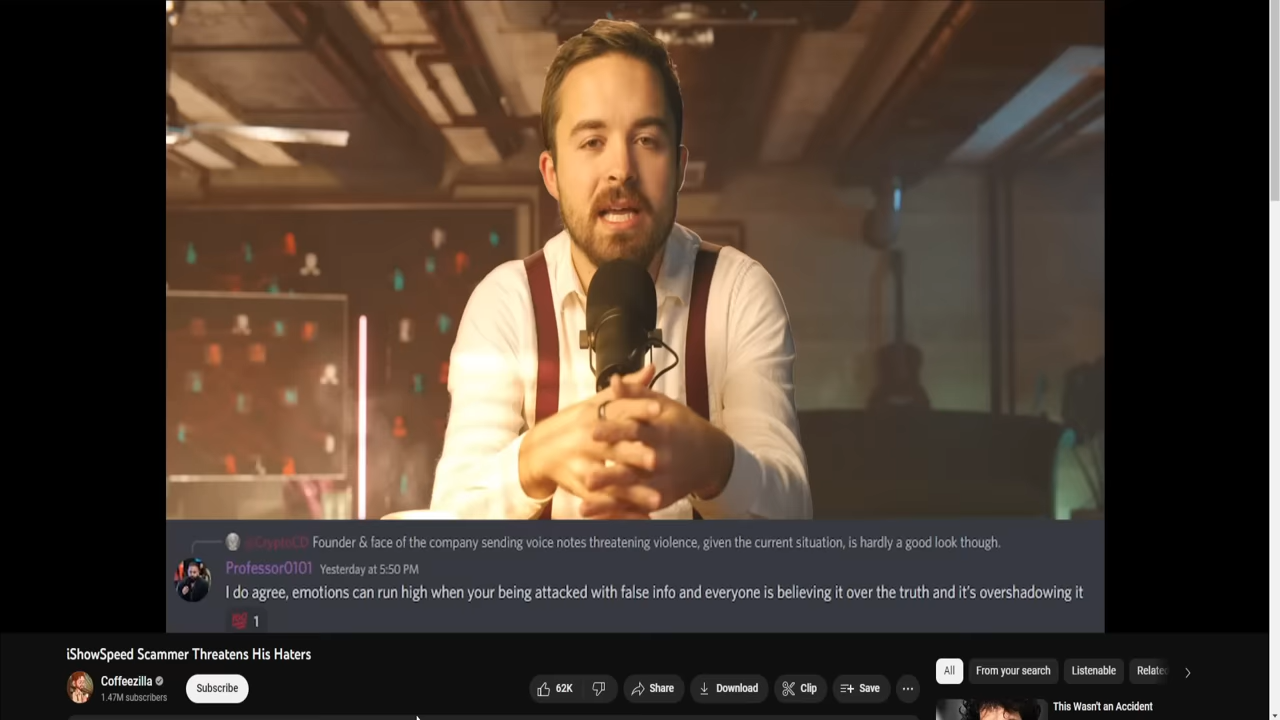 @CryptoCD Founder & face of the company sending voice notes threatening violence, given the current situation, is hardly a good look though.
Professor0101 Yesterday at 5:50 PM
I do agree, emotions can run high when your being attacked with false info and everyone is believing it over the truth and it's overshadowing it
💯 1
iShowSpeed Scammer Threatens His Haters
Coffeezilla
1.47M subscribers
Subscribe
62K
Share
Download
Clip
Save
All
From your search
Listenable
Related
This Wasn't an Accident